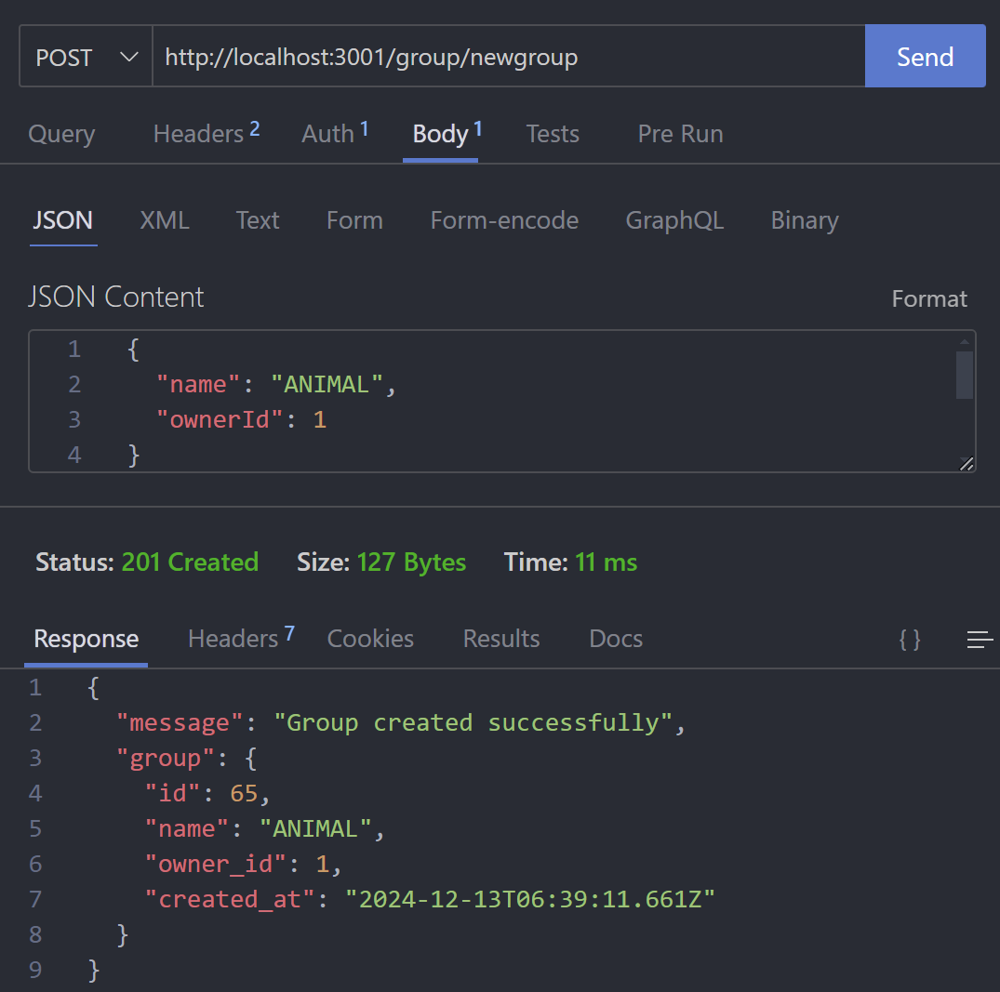 POST http://localhost:3001/group/newgroup Send
Query Headers 2 Auth 1 Body 1 Tests Pre Run
JSON XML Text Form Form-encode GraphQL Binary
JSON Content Format
1 {
2 "name": "ANIMAL",
3 "ownerId": 1
4 }
Status: 201 Created Size: 127 Bytes Time: 11 ms
Response Headers 7 Cookies Results Docs { }
1 {
2 "message": "Group created successfully",
3 "group": {
4 "id": 65,
5 "name": "ANIMAL",
6 "owner_id": 1,
7 "created_at": "2024-12-13T06:39:11.661Z"
8 }
9 }